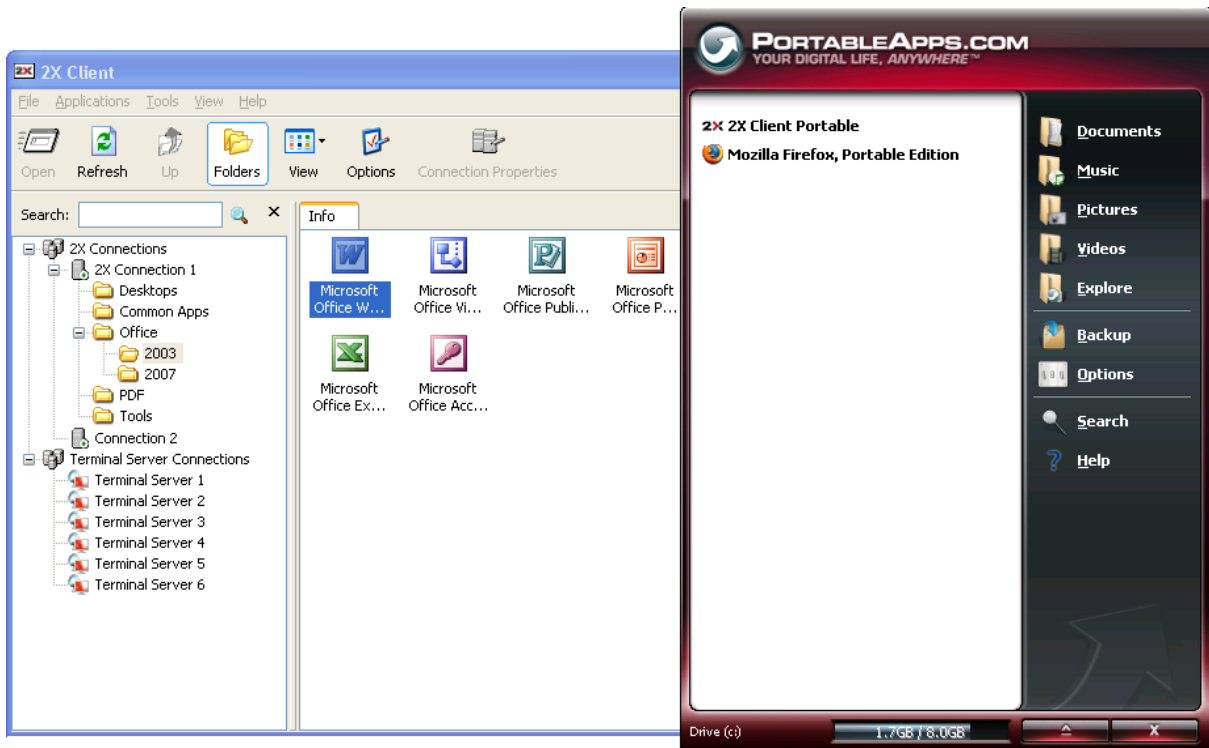 2X Client
File Applications Tools View Help
Open Refresh Up Folders View Options Connection Properties
Search:
2X Connections
2X Connection 1
Desktops
Common Apps
Office
2003
2007
PDF
Tools
Connection 2
Terminal Server Connections
Terminal Server 1
Terminal Server 2
Terminal Server 3
Terminal Server 4
Terminal Server 5
Terminal Server 6
Info
Microsoft Microsoft Microsoft Microsoft
Office W... Office Vi... Office Publi... Office P...
Microsoft Microsoft
Office Ex... Office Acc...
PORTABLEAPPS.COM
YOUR DIGITAL LIFE, ANYWHERE™
2X 2X Client Portable
Mozilla Firefox, Portable Edition
Documents
Music
Pictures
Videos
Explore
Backup
Options
Search
Help
Drive (c:) 1.7GB / 8.0GB X